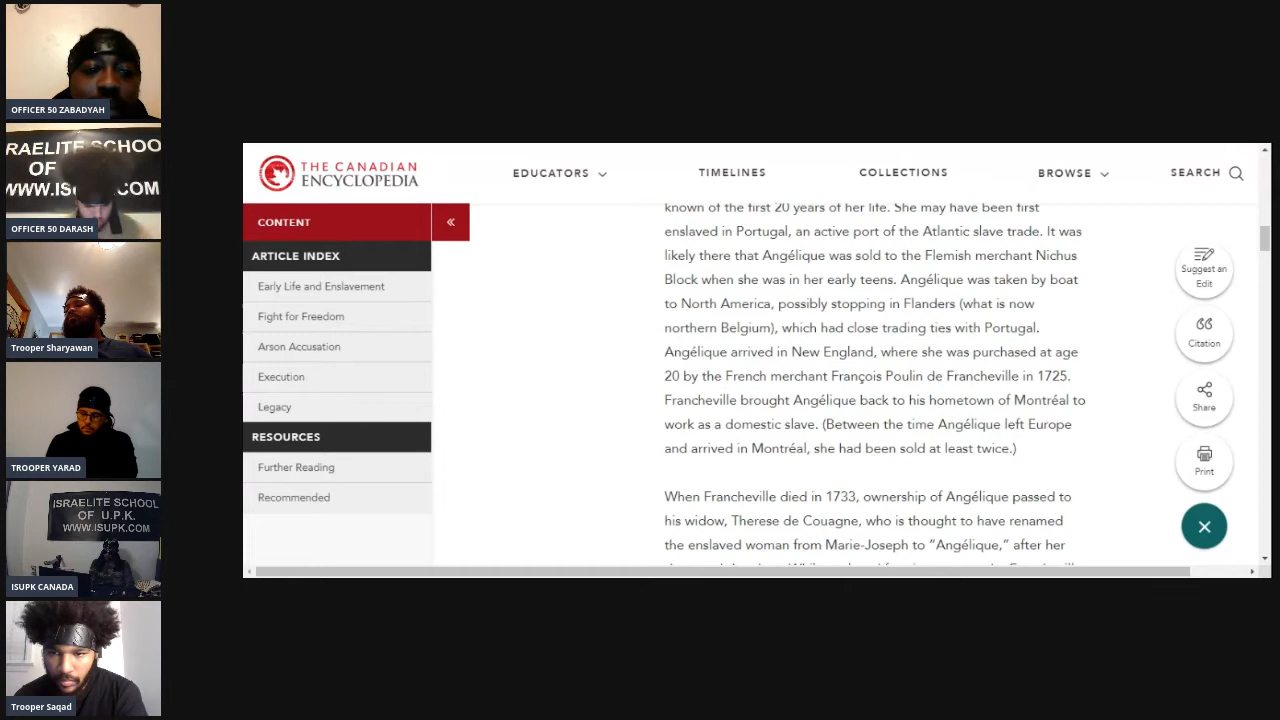 OFFICER 50 ZABADYAH
RAELITE SCHOO
OF
WWW.IS
.COM
OFFICER 50 DARASH
Trooper Sharyawan
TROOPER YARAD
ISRAELITE SCHOOL
OF U.P.K.
WWW.ISUPK.COM
ISUPK CANADA
Trooper Saqad
THE CANADIAN
ENCYCLOPEDIA
EDUCATORS
TIMELINES
COLLECTIONS
BROWSE
SEARCH
CONTENT
«
ARTICLE INDEX
Early Life and Enslavement
Fight for Freedom
Arson Accusation
Execution
Legacy
RESOURCES
Further Reading
Recommended
known of the first 20 years of her life. She may have been first
enslaved in Portugal, an active port of the Atlantic slave trade. It was
likely there that Angélique was sold to the Flemish merchant Nichus
Block when she was in her early teens. Angélique was taken by boat
to North America, possibly stopping in Flanders (what is now
northern Belgium), which had close trading ties with Portugal.
Angélique arrived in New England, where she was purchased at age
20 by the French merchant François Poulin de Francheville in 1725.
Francheville brought Angélique back to his hometown of Montréal to
work as a domestic slave. (Between the time Angélique left Europe
and arrived in Montréal, she had been sold at least twice.)
When Francheville died in 1733, ownership of Angélique passed to
his widow, Therese de Couagne, who is thought to have renamed
the enslaved woman from Marie-Joseph to “Angélique,” after her
Suggest an
Edit
Citation
Share
Print